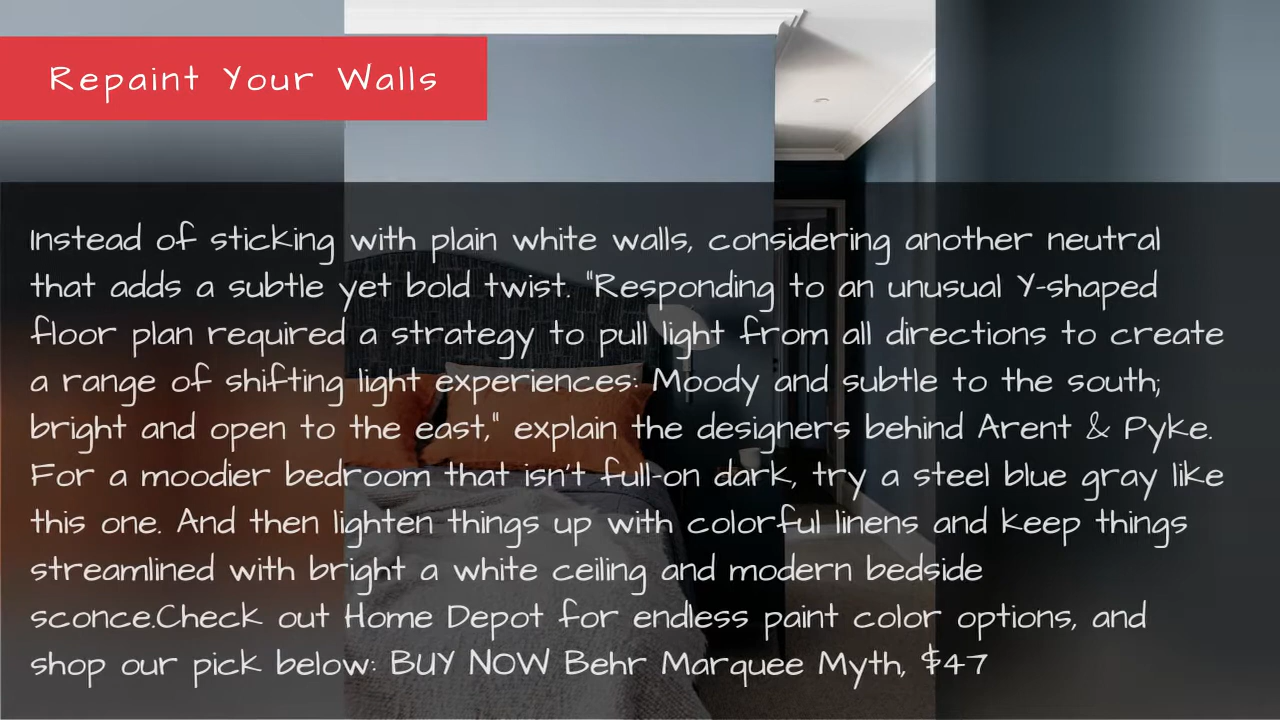 Repaint Your Walls
Instead of sticking with plain white walls, considering another neutral
that adds a subtle yet bold twist. "Responding to an unusual Y-shaped
floor plan required a strategy to pull light from all directions to create
a range of shifting light experiences: Moody and subtle to the south;
bright and open to the east," explain the designers behind Arent & Pyke.
For a moodier bedroom that isn't full-on dark, try a steel blue gray like
this one. And then lighten things up with colorful linens and keep things
streamlined with bright a white ceiling and modern bedside
sconce.Check out Home Depot for endless paint color options, and
shop our pick below: BUY NOW Behr Marquee Myth, $47